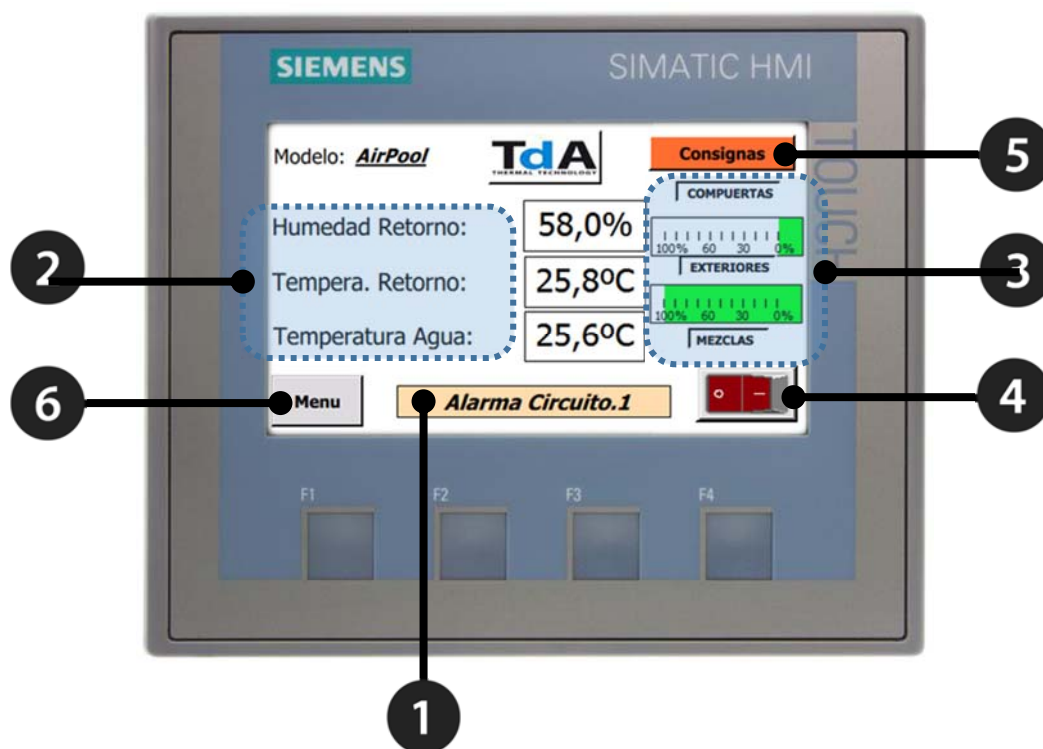 SIEMENS
SIMATIC HMI
TOUCH
Modelo: AirPool
TdA
THERMAL TECHNOLOGY
Consignas
5
COMPUERTAS
Humedad Retorno:
58,0%
100% 60 30 0%
EXTERIORES
2
3
Tempera. Retorno:
25,8ºC
100% 60 30 0%
MEZCLAS
Temperatura Agua:
25,6ºC
6
Menu
Alarma Circuito.1
O I
4
F1
F2
F3
F4
1